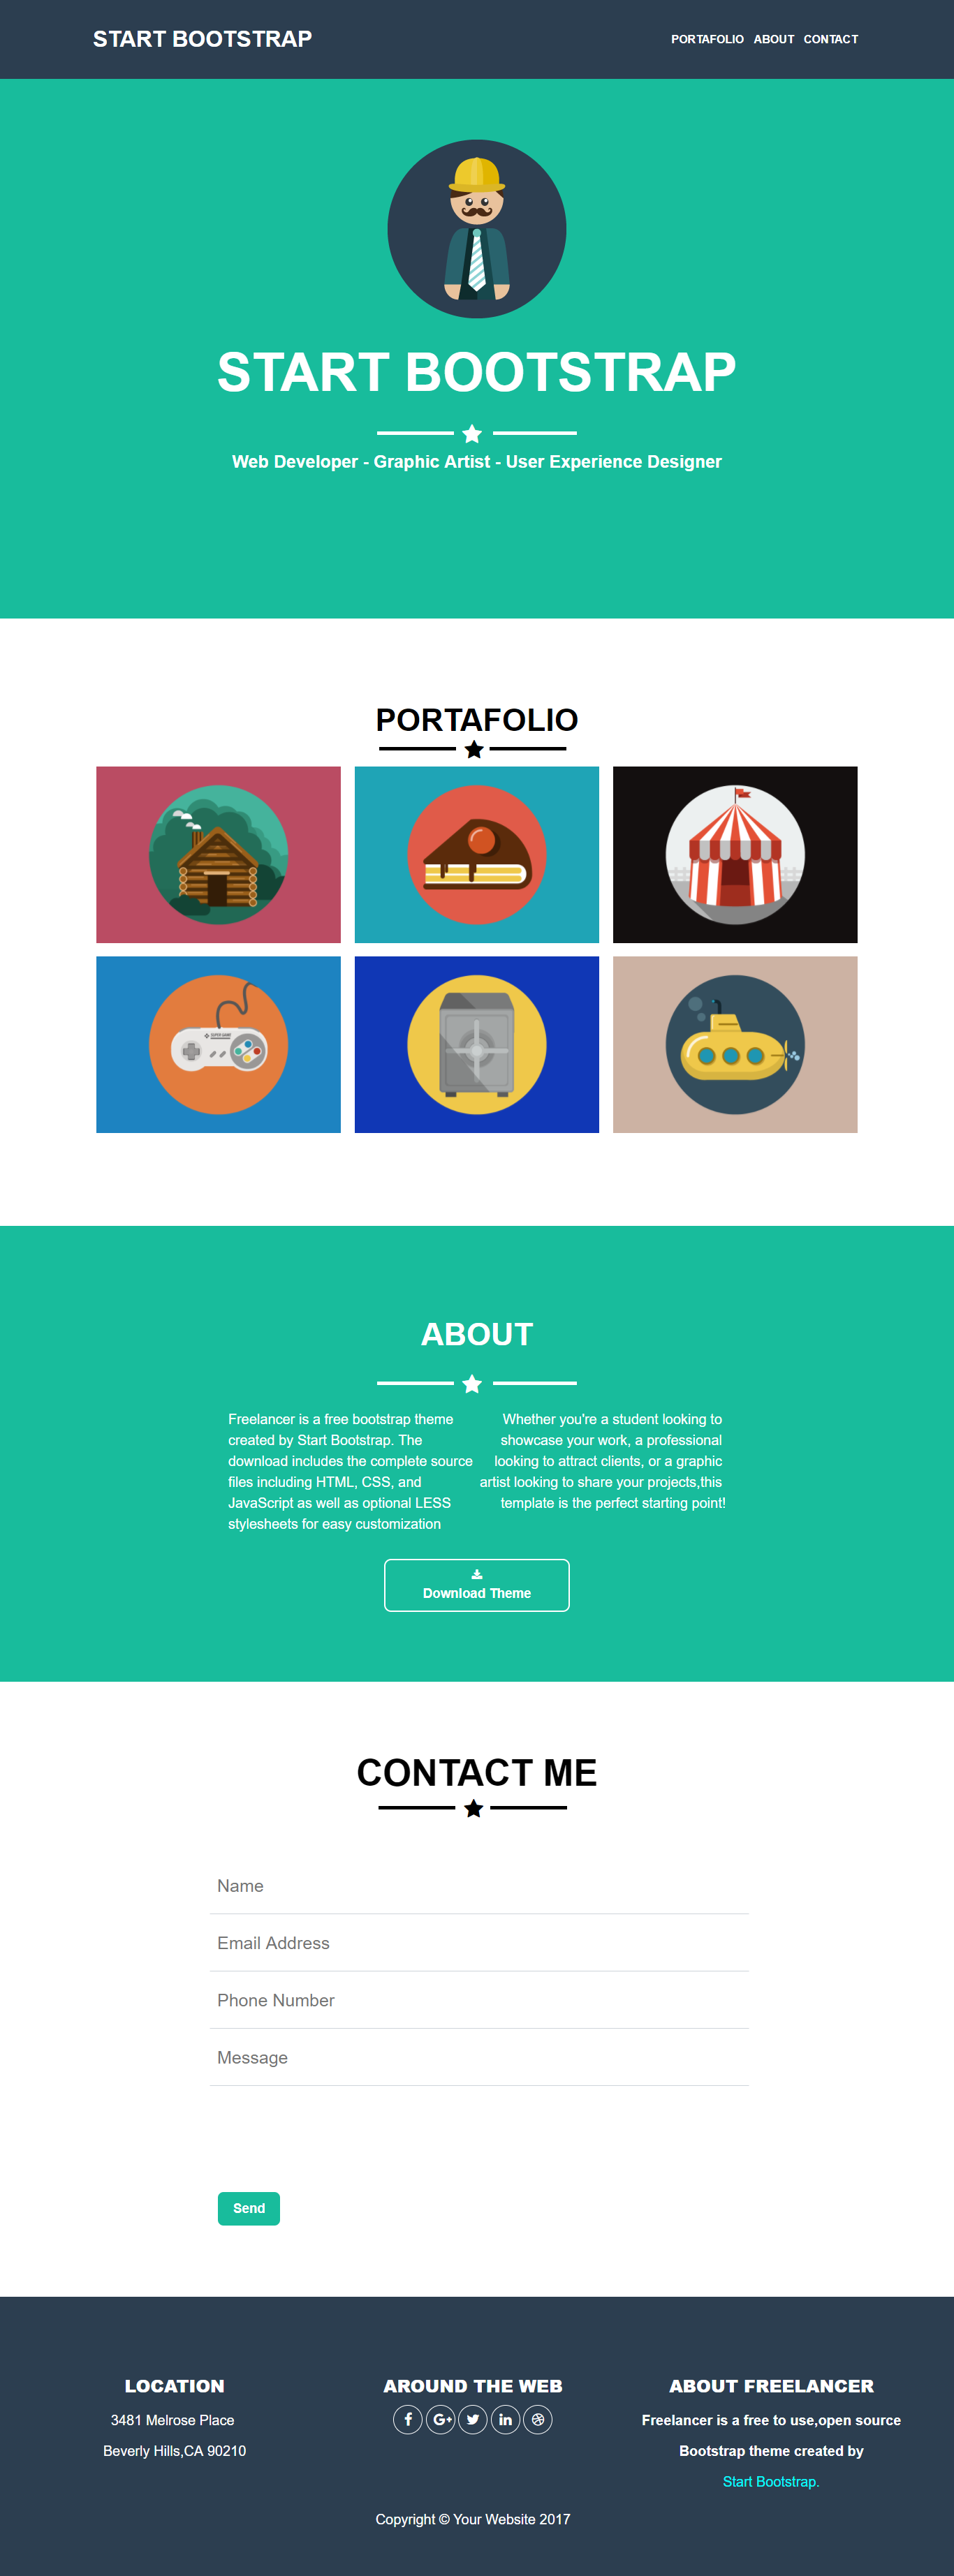 START BOOTSTRAP
PORTAFOLIO ABOUT CONTACT
START BOOTSTRAP
Web Developer - Graphic Artist - User Experience Designer
PORTAFOLIO
SUPER GAME
ABOUT
Freelancer is a free bootstrap theme
created by Start Bootstrap. The
download includes the complete source
files including HTML, CSS, and
JavaScript as well as optional LESS
stylesheets for easy customization
Whether you're a student looking to
showcase your work, a professional
looking to attract clients, or a graphic
artist looking to share your projects,this
template is the perfect starting point!
Download Theme
CONTACT ME
Name
Email Address
Phone Number
Message
Send
LOCATION
3481 Melrose Place
Beverly Hills,CA 90210
AROUND THE WEB
ABOUT FREELANCER
Freelancer is a free to use,open source
Bootstrap theme created by
Start Bootstrap.
Copyright © Your Website 2017